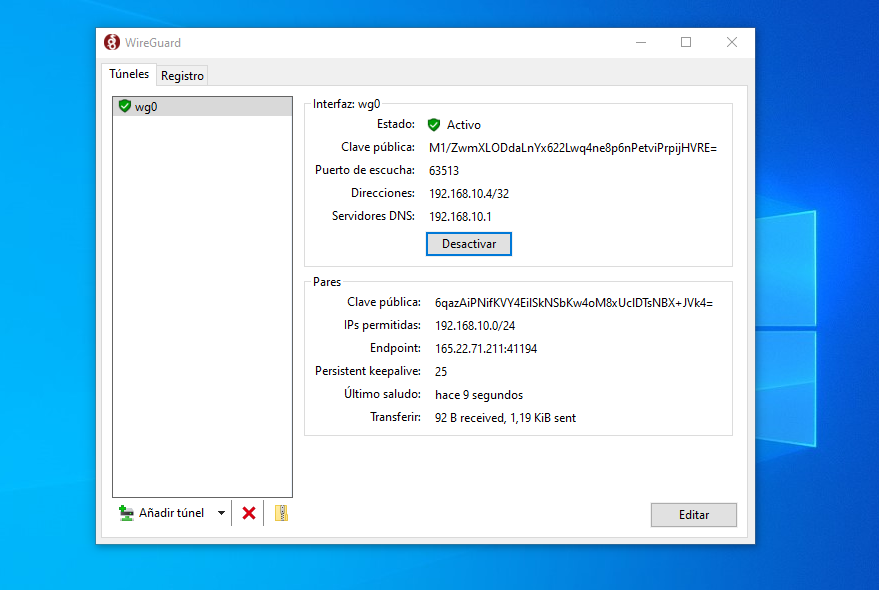 WireGuard
Túneles
Registro
wg0
Interfaz: wg0
Estado: Activo
Clave pública: M1/ZwmXLODdaLnYx622Lwq4ne8p6nPetviPrpijHVRE=
Puerto de escucha: 63513
Direcciones: 192.168.10.4/32
Servidores DNS: 192.168.10.1
Desactivar
Pares
Clave pública: 6qazAiPNifKVY4EilSkNSbKw4oM8xUcIDTsNBX+JVk4=
IPs permitidas: 192.168.10.0/24
Endpoint: 165.22.71.211:41194
Persistent keepalive: 25
Último saludo: hace 9 segundos
Transferir: 92 B received, 1,19 KiB sent
Añadir túnel
Editar